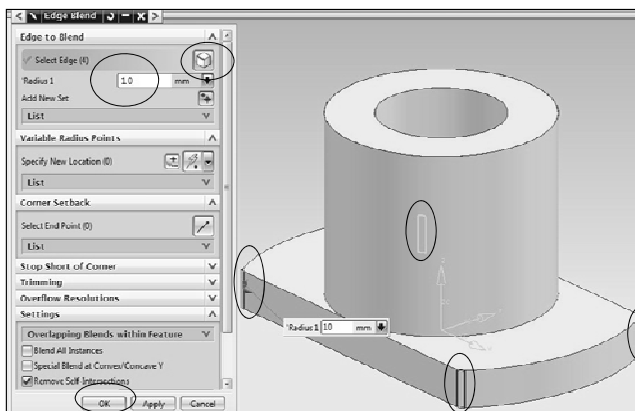 Edge Blend
Edge to Blend
Select Edge (4)
'Radius 1 1.0 mm
Add New Set
List
Variable Radius Points
Specify New Location (0)
List
Corner Setback
Select End Point (0)
List
Stop Short of Corner
Trimming
Overflow Resolutions
Settings
Overlapping Blends within Feature
Blend All Instances
Special Blend at Convex/Concave Y
Remove Self-Intersections
OK Apply Cancel
'Radius 1 10 mm